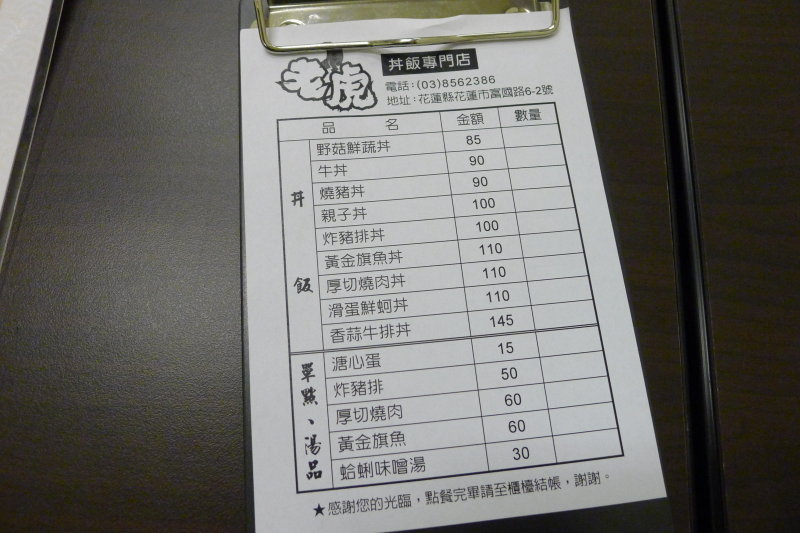 老虎
丼飯專門店
電話:(03)8562386
地址:花蓮縣花蓮市富國路6-2號
品名 金額 數量
丼飯
野菇鮮蔬丼 85
牛丼 90
燒豬丼 90
親子丼 100
炸豬排丼 100
黃金旗魚丼 110
厚切燒肉丼 110
滑蛋鮮蚵丼 110
香蒜牛排丼 145
單點、湯品
溏心蛋 15
炸豬排 50
厚切燒肉 60
黃金旗魚 60
蛤蜊味噌湯 30
★感謝您的光臨，點餐完畢請至櫃檯結帳，謝謝。